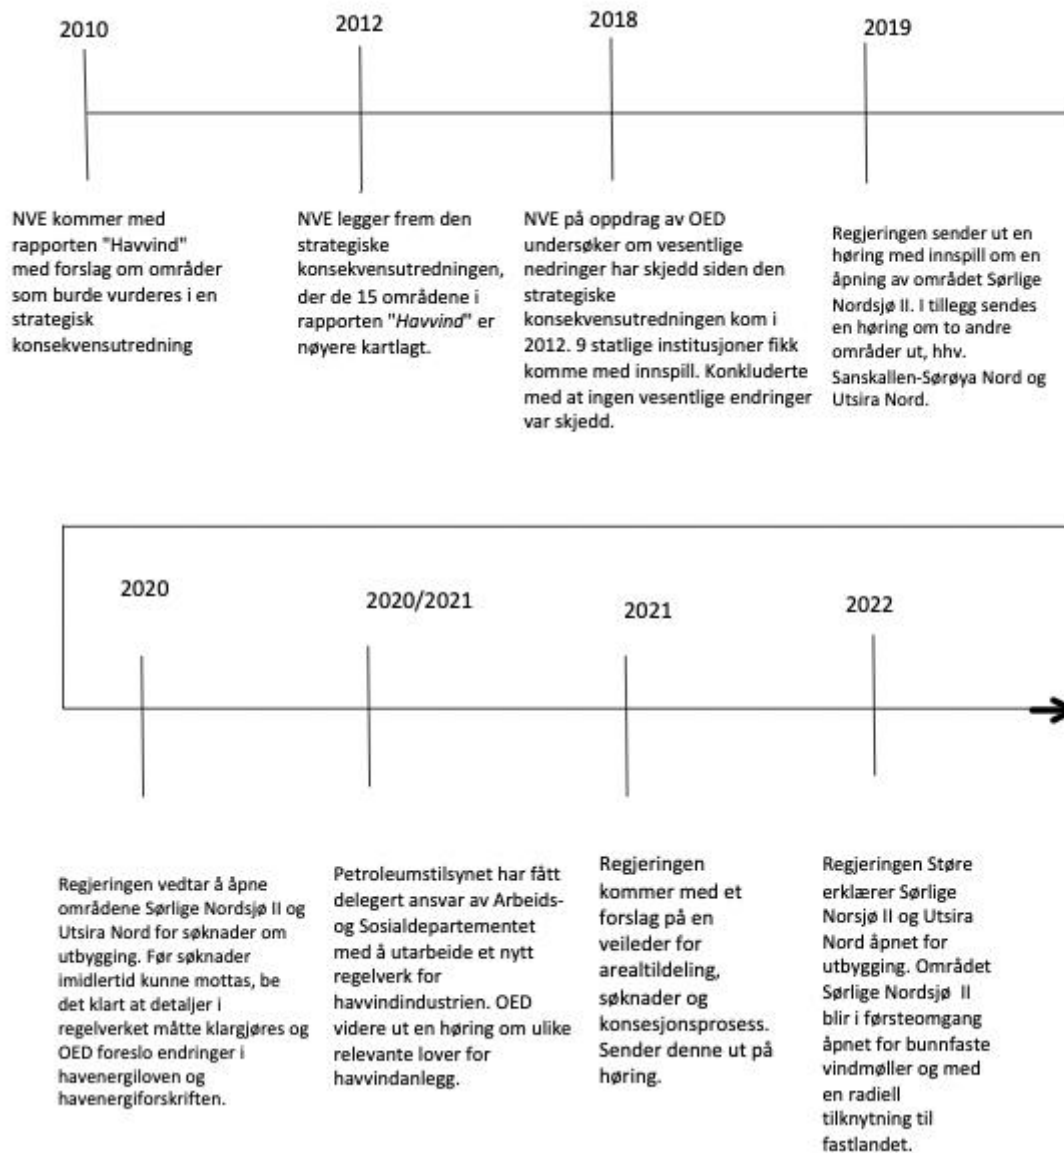 2010
2012
2018
2019
NVE kommer med
rapporten "Havvind"
med forslag om områder
som burde vurderes i en
strategisk
konsekvensutredning
NVE legger frem den
strategiske
konsekvensutredningen,
der de 15 områdene i
rapporten "Havvind" er
nøyere kartlagt.
NVE på oppdrag av OED
undersøker om vesentlige
nedringer har skjedd siden den
strategiske
konsekvensutredningen kom i
2012. 9 statlige institusjoner fikk
komme med innspill. Konkluderte
med at ingen vesentlige endringer
var skjedd.
Regjeringen sender ut en
høring med innspill om en
åpning av området Sørlige
Nordsjø II. I tillegg sendes
en høring om to andre
områder ut, hhv.
Sanskallen-Sørøya Nord og
Utsira Nord.
2020
2020/2021
2021
2022
Regjeringen vedtar å åpne
områdene Sørlige Nordsjø II og
Utsira Nord for søknader om
utbygging. Før søknader
imidlertid kunne mottas, be
det klart at detaljer i
regelverket måtte klargjøres og
OED foreslo endringer i
havenergiloven og
havenergiforskriften.
Petroleumstilsynet har fått
delegert ansvar av Arbeids-
og Sosialdepartementet
med å utarbeide et nytt
regelverk for
havvindindustrien. OED
videre ut en høring om ulike
relevante lover for
havvindanlegg.
Regjeringen
kommer med et
forslag på en
veileder for
arealtildeling,
søknader og
konsesjonsprosess.
Sender denne ut på
høring.
Regjeringen Støre
erklærer Sørlige
Norsjø II og Utsira
Nord åpnet for
utbygging. Området
Sørlige Nordsjø II
blir i førsteomgang
åpnet for bunnfaste
vindmøller og med
en radiell
tilknytning til
fastlandet.